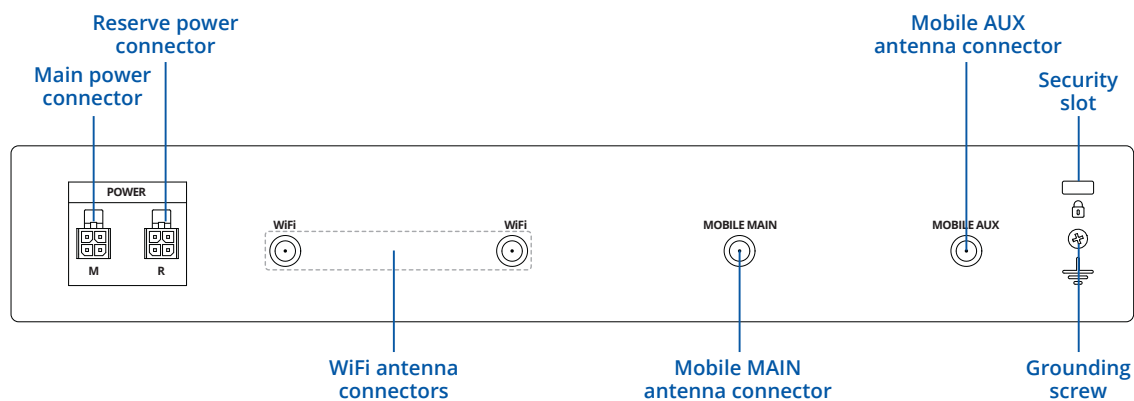 Reserve power
connector
Mobile AUX
antenna connector
Main power
connector
Security
slot
POWER
M
R
WiFi
WiFi
MOBILE MAIN
MOBILE AUX
WiFi antenna
connectors
Mobile MAIN
antenna connector
Grounding
screw